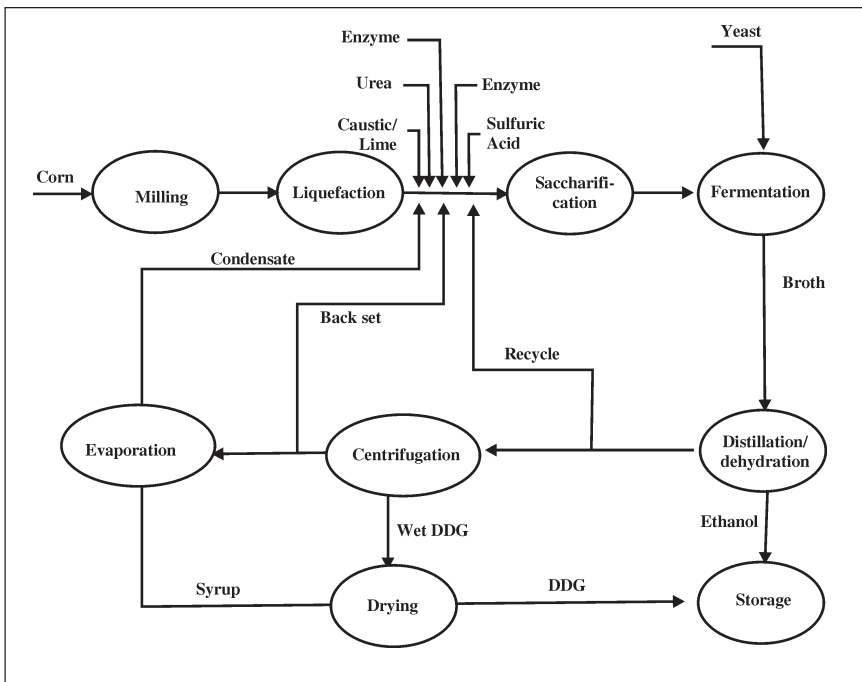 Enzyme
Yeast
Urea
Enzyme
Caustic/
Lime
Sulfuric
Acid
Corn
Milling
Liquefaction
Saccharifi-
cation
Fermentation
Condensate
Broth
Back set
Recycle
Evaporation
Centrifugation
Distillation/
dehydration
Wet DDG
Ethanol
Syrup
Drying
DDG
Storage